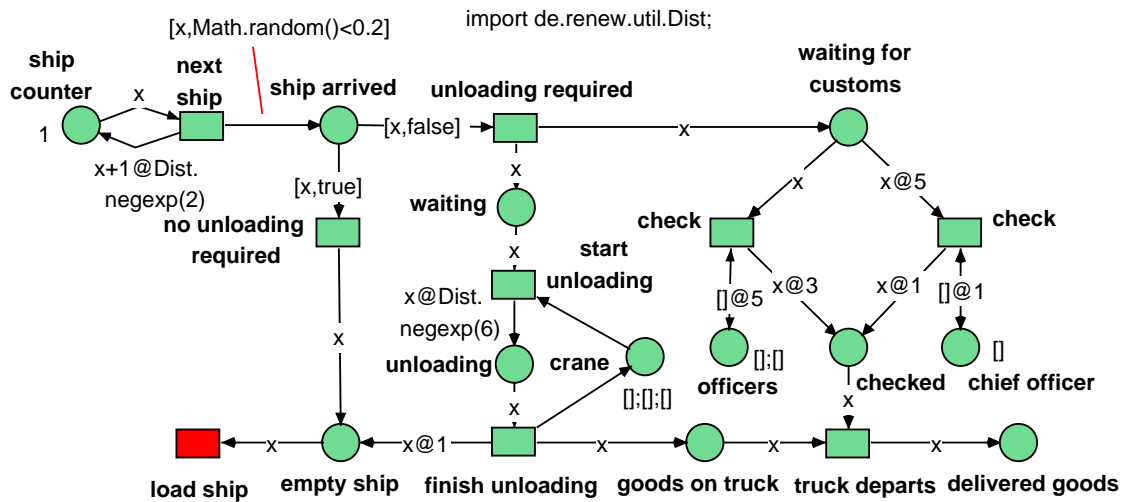 [x,Math.random()<0.2]
import de.renew.util.Dist;
ship
counter
next
ship
ship arrived
unloading required
waiting for
customs
x
1
[x,false]
x
x+1@Dist.
negexp(2)
[x,true]
x
x
x@5
waiting
no unloading
required
check
check
x
start
unloading
x@Dist.
negexp(6)
[]@5
x@3
x@1
[]@1
x
unloading
crane
[];[];[]
officers
[];[]
checked
[]
chief officer
x
x
x
x@1
x
x
x
load ship
empty ship
finish unloading
goods on truck
truck departs
delivered goods